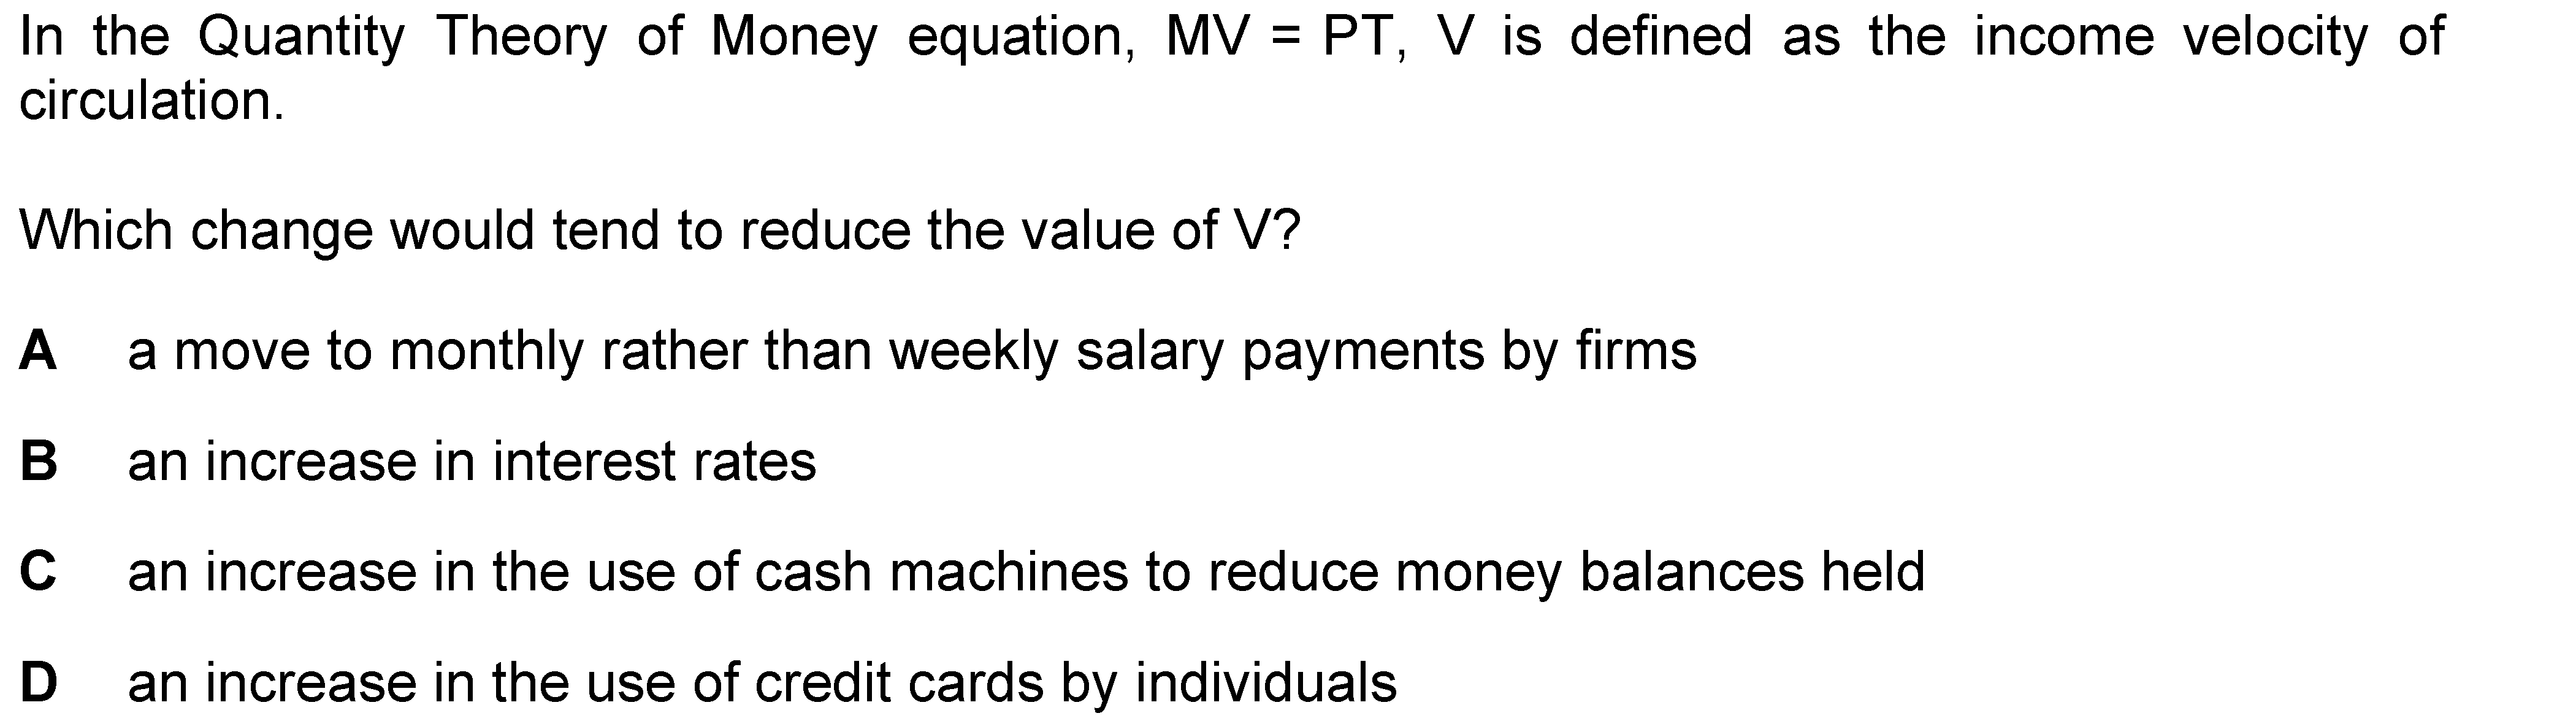 In the Quantity Theory of Money equation, MV = PT, V is defined as the income velocity of
circulation.
Which change would tend to reduce the value of V?
A a move to monthly rather than weekly salary payments by firms
B an increase in interest rates
C an increase in the use of cash machines to reduce money balances held
D an increase in the use of credit cards by individuals